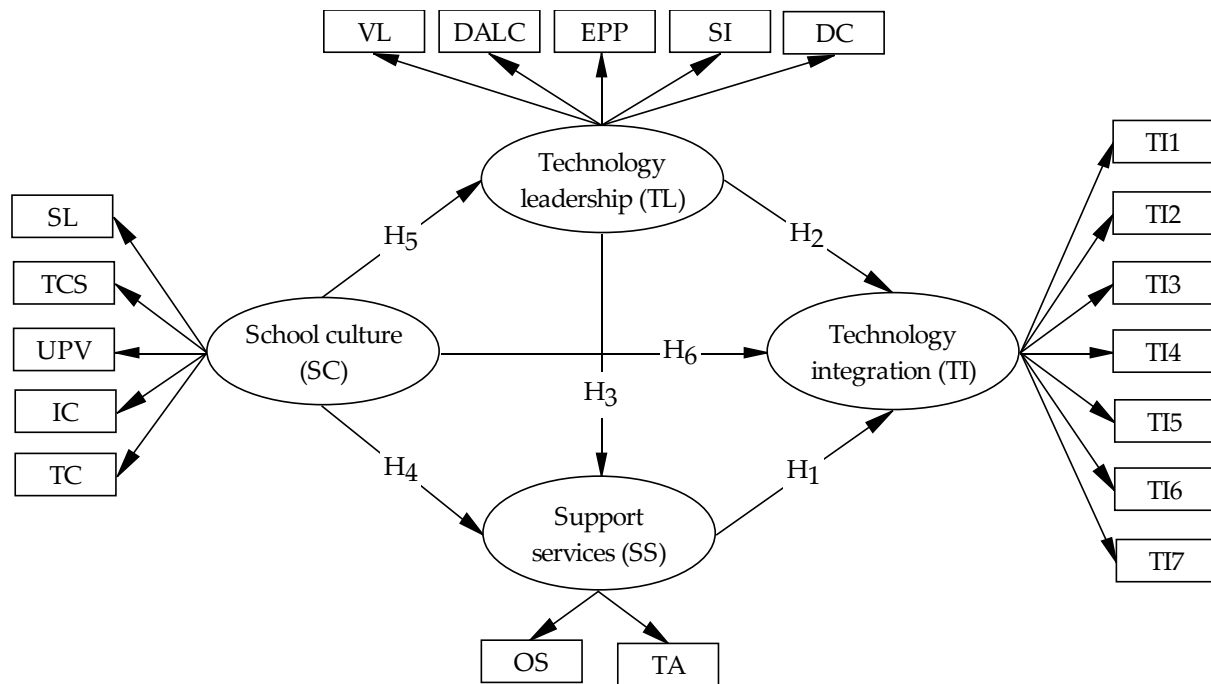 VL
DALC
EPP
SI
DC
TI1
Technology
leadership (TL)
SL
TI2
H5
H2
TCS
TI3
School culture
(SC)
Technology
integration (TI)
UPV
H6
TI4
H3
IC
TI5
TC
H4
H1
TI6
Support
services (SS)
TI7
OS
TA